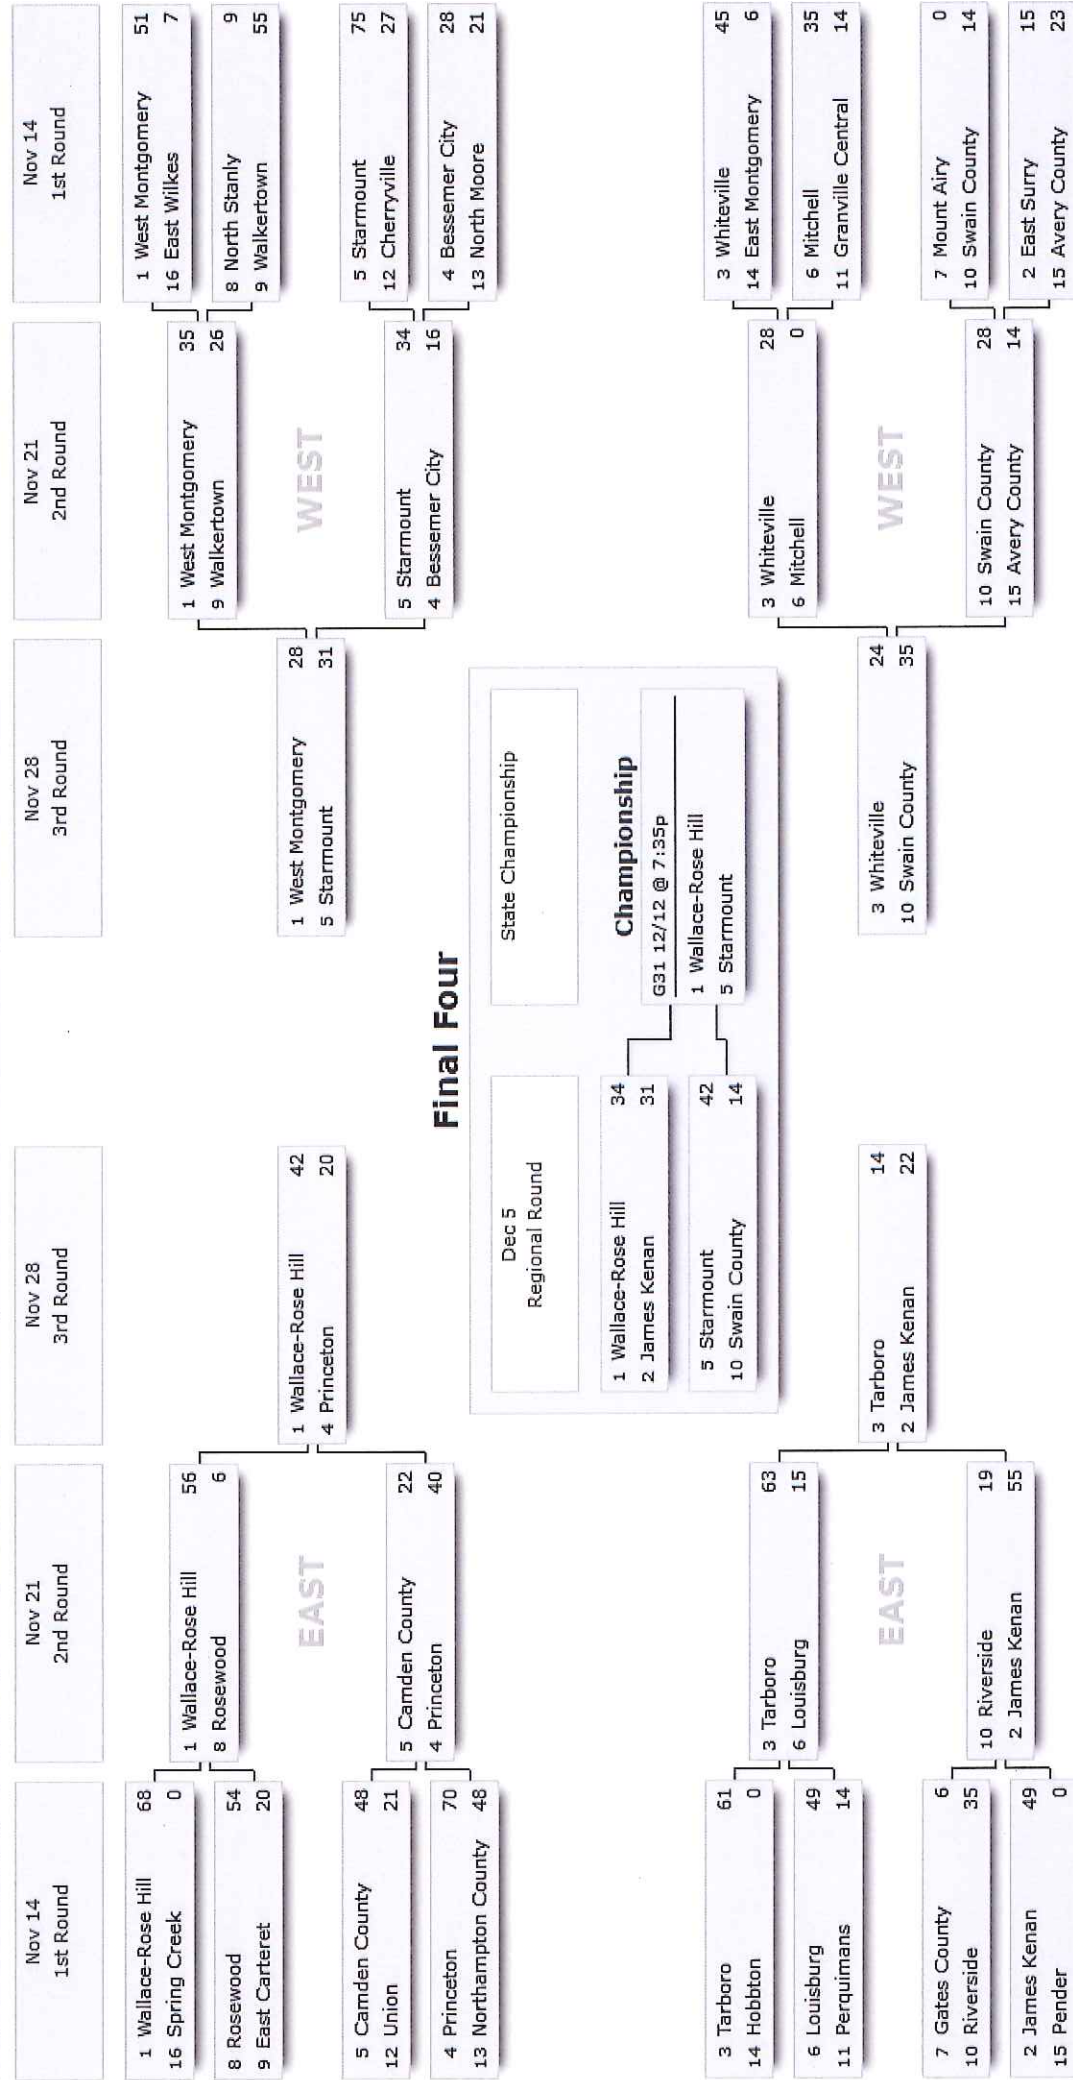 Nov 14
1st Round
Nov 21
2nd Round
Nov 28
3rd Round
Nov 28
3rd Round
Nov 21
2nd Round
Nov 14
1st Round
1 Wallace-Rose Hill 68
16 Spring Creek 0
8 Rosewood 54
9 East Carteret 20
5 Camden County 48
12 Union 21
4 Princeton 70
13 Northampton County 48
3 Tarboro 61
14 Hobbton 0
6 Louisburg 49
11 Perquimans 14
7 Gates County 6
10 Riverside 35
2 James Kenan 49
15 Pender 0
1 Wallace-Rose Hill 56
8 Rosewood 6
EAST
5 Camden County 22
4 Princeton 40
3 Tarboro 63
6 Louisburg 15
EAST
10 Riverside 19
2 James Kenan 55
1 Wallace-Rose Hill 42
4 Princeton 20
3 Tarboro 14
2 James Kenan 22
Final Four
Dec 5
Regional Round
State Championship
1 Wallace-Rose Hill 34
2 James Kenan 31
5 Starmount 42
10 Swain County 14
Championship
G31 12/12 @ 7:35p
1 Wallace-Rose Hill
5 Starmount
1 West Montgomery 28
5 Starmount 31
3 Whiteville 24
10 Swain County 35
1 West Montgomery 35
9 Walkertown 26
WEST
5 Starmount 34
4 Bessemer City 16
3 Whiteville 28
6 Mitchell 0
WEST
10 Swain County 28
15 Avery County 14
1 West Montgomery 51
16 East Wilkes 7
8 North Stanly 9
9 Walkertown 55
5 Starmount 75
12 Cherryville 27
4 Bessemer City 28
13 North Moore 21
3 Whiteville 45
14 East Montgomery 6
6 Mitchell 35
11 Granville Central 14
7 Mount Airy 0
10 Swain County 14
2 East Surry 15
15 Avery County 23